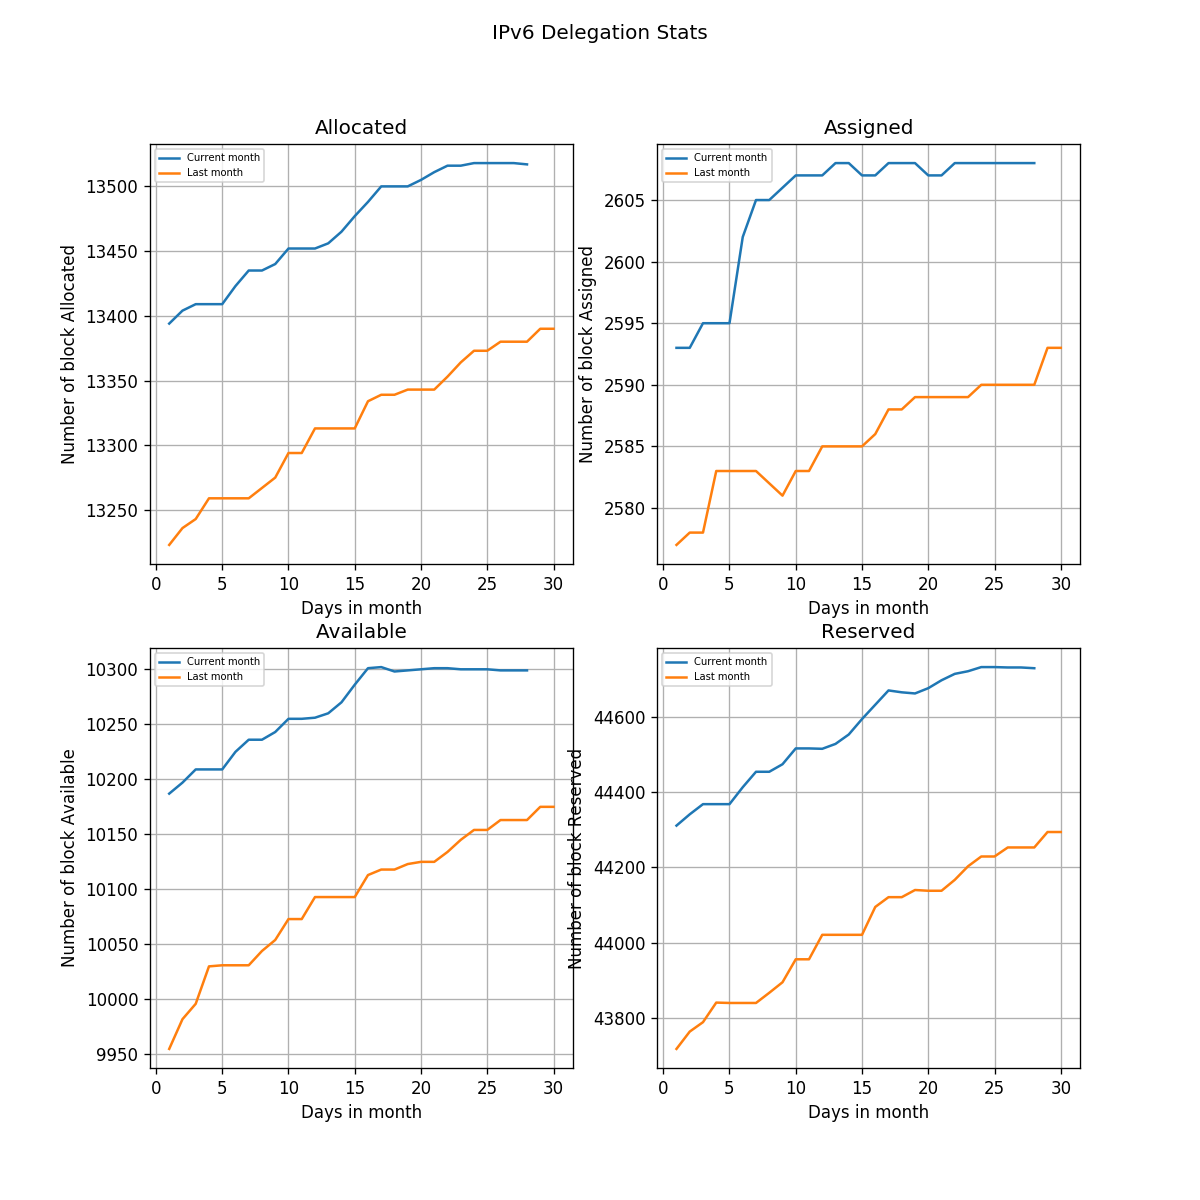 IPv6 Delegation Stats
Allocated
Current month
Last month
Number of block Allocated
13500
13450
13400
13350
13300
13250
0 5 10 15 20 25 30
Days in month
Assigned
Current month
Last month
Number of block Assigned
2605
2600
2595
2590
2585
2580
0 5 10 15 20 25 30
Days in month
Available
Current month
Last month
Number of block Available
10300
10250
10200
10150
10100
10050
10000
9950
0 5 10 15 20 25 30
Days in month
Reserved
Current month
Last month
Number of block Reserved
44600
44400
44200
44000
43800
0 5 10 15 20 25 30
Days in month